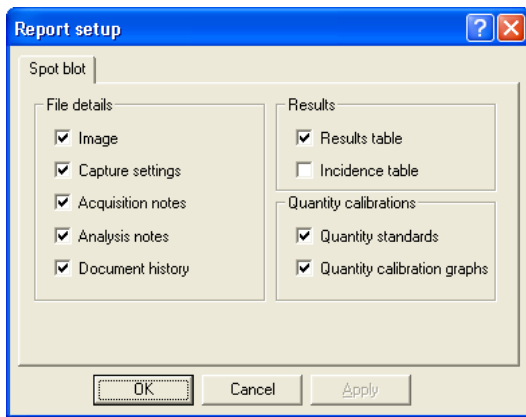 Report setup
Spot blot
File details
Image
Capture settings
Acquisition notes
Analysis notes
Document history
Results
Results table
Incidence table
Quantity calibrations
Quantity standards
Quantity calibration graphs
OK
Cancel
Apply